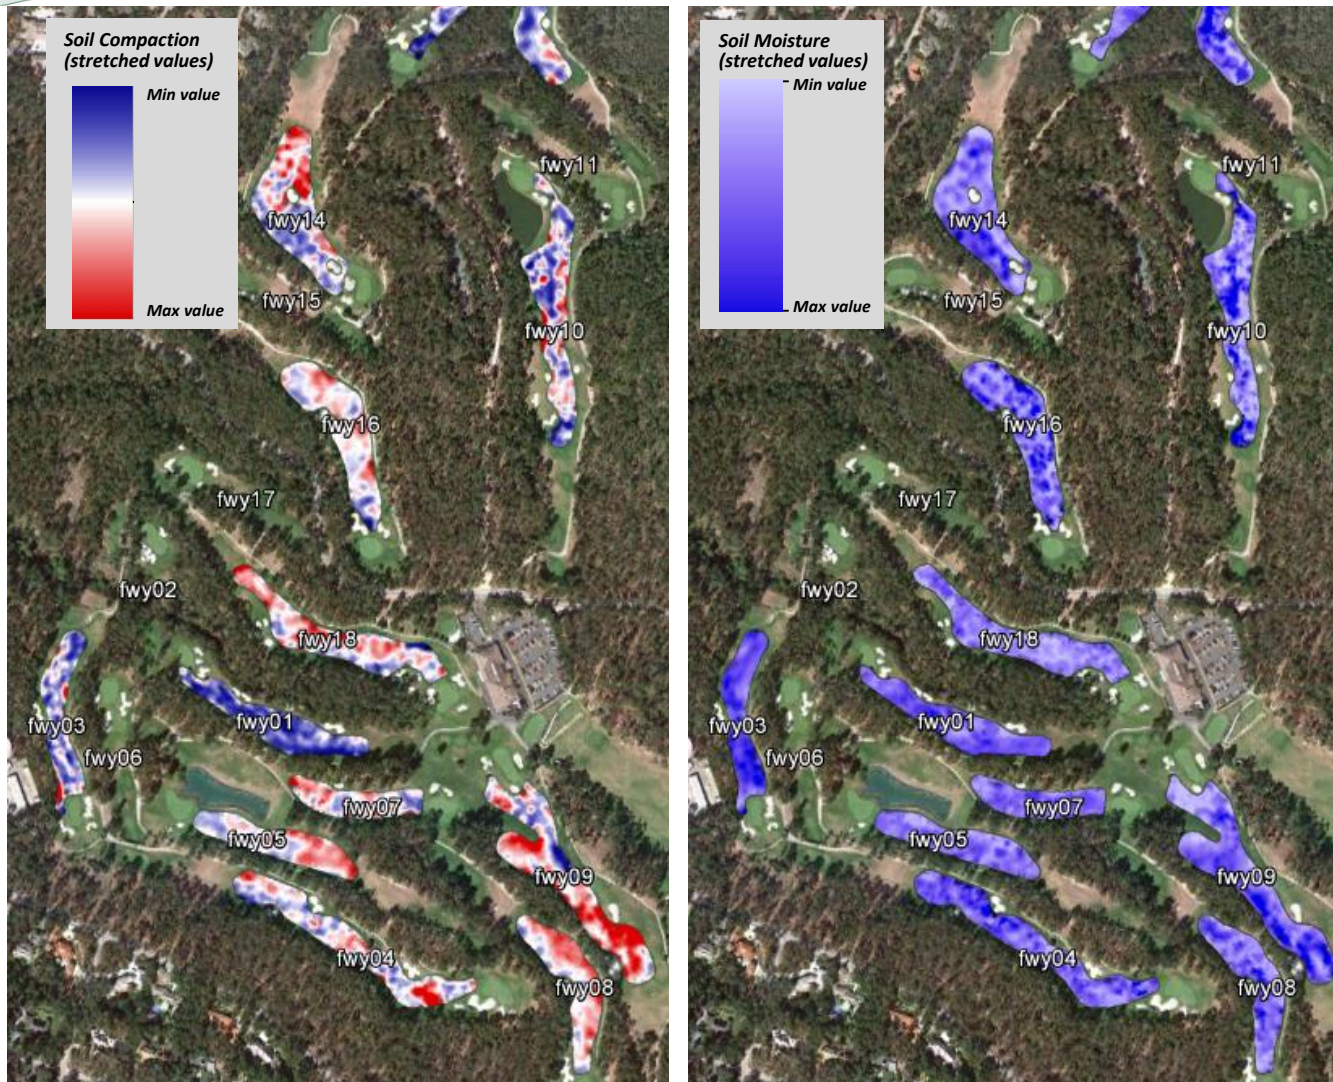 Soil Compaction
(stretched values)
Min value
Max value
fwy11
fwy14
fwy15
fwy10
fwy16
fwy17
fwy02
fwy18
fwy03
fwy01
fwy06
fwy07
fwy05
fwy09
fwy04
fwy08
Soil Moisture
(stretched values)
Min value
Max value
fwy11
fwy14
fwy15
fwy10
fwy16
fwy17
fwy02
fwy18
fwy03
fwy01
fwy06
fwy07
fwy05
fwy09
fwy04
fwy08